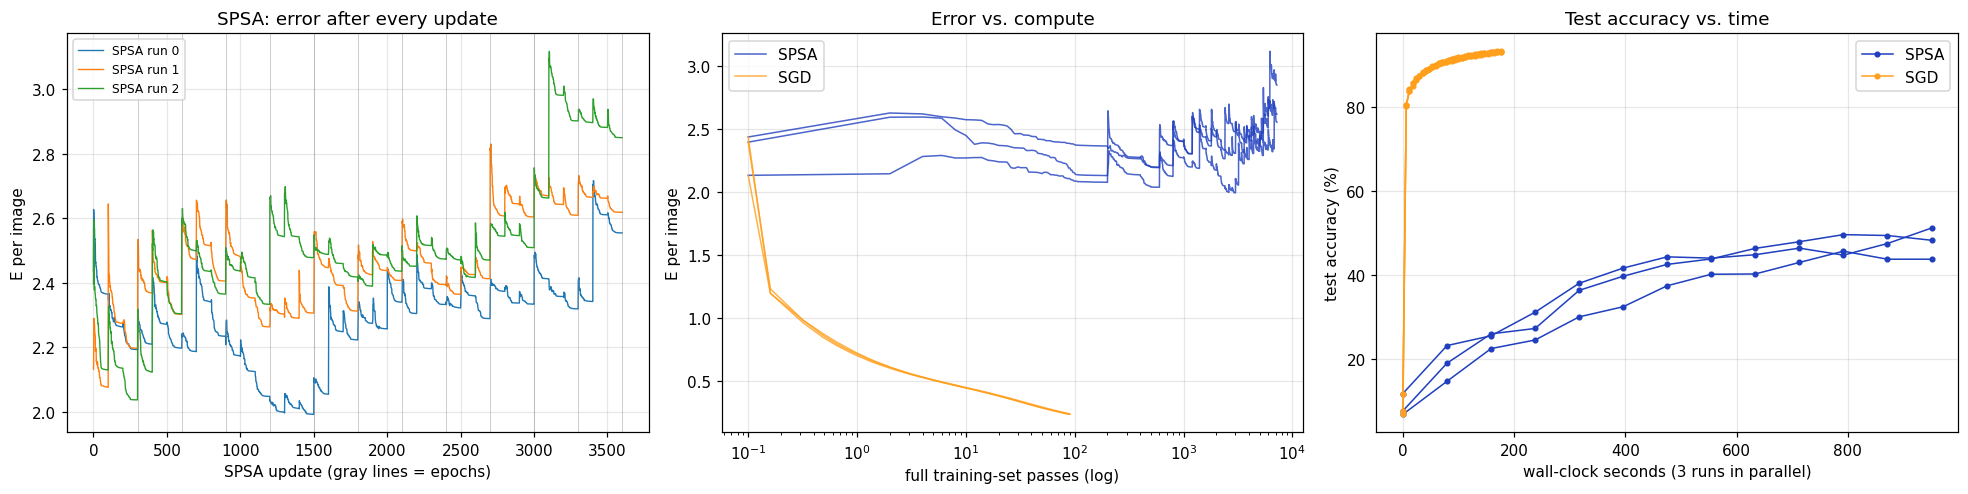 SPSA: error after every update
SPSA run 0
SPSA run 1
SPSA run 2
E per image
3.0
2.8
2.6
2.4
2.2
2.0
0 500 1000 1500 2000 2500 3000 3500
SPSA update (gray lines = epochs)
Error vs. compute
SPSA
SGD
E per image
3.0
2.5
2.0
1.5
1.0
0.5
10⁻¹ 10⁰ 10¹ 10² 10³ 10⁴
full training-set passes (log)
Test accuracy vs. time
SPSA
SGD
test accuracy (%)
80
60
40
20
0 200 400 600 800
wall-clock seconds (3 runs in parallel)